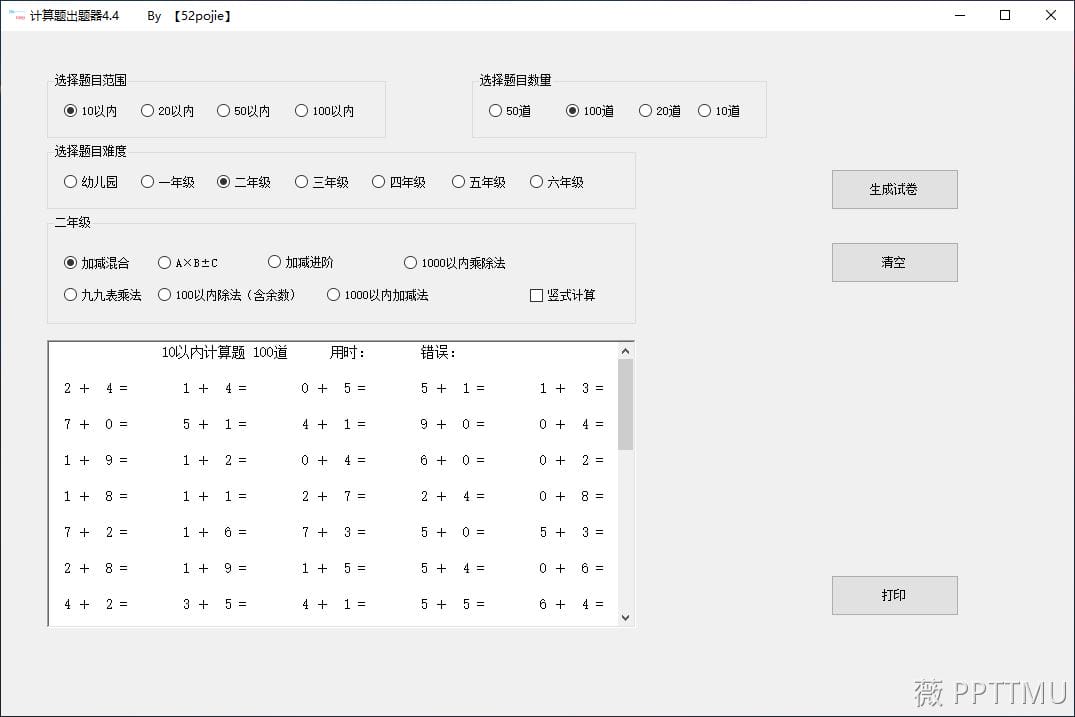 计算题出题器4.4 By 【52pojie】
选择题目范围 选择题目数量
10以内 20以内 50以内 100以内 50道 100道 20道 10道
选择题目难度
幼儿园 一年级 二年级 三年级 四年级 五年级 六年级
生成试卷
二年级
加减混合 A×B±C 加减进阶 1000以内乘除法
清空
九九表乘法 100以内除法（含余数） 1000以内加减法 竖式计算
10以内计算题 100道 用时： 错误：
2 + 4 = 1 + 4 = 0 + 5 = 5 + 1 = 1 + 3 =
7 + 0 = 5 + 1 = 4 + 1 = 9 + 0 = 0 + 4 =
1 + 9 = 1 + 2 = 0 + 4 = 6 + 0 = 0 + 2 =
1 + 8 = 1 + 1 = 2 + 7 = 2 + 4 = 0 + 8 =
7 + 2 = 1 + 6 = 7 + 3 = 5 + 0 = 5 + 3 =
2 + 8 = 1 + 9 = 1 + 5 = 5 + 4 = 0 + 6 =
4 + 2 = 3 + 5 = 4 + 1 = 5 + 5 = 6 + 4 =
打印
薇 PPTTMU